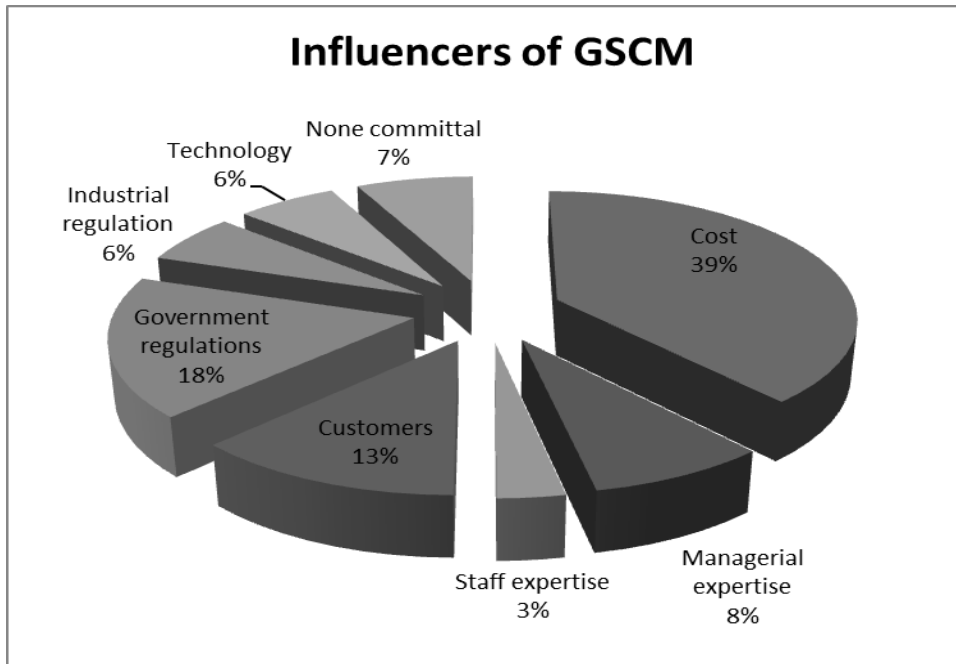 Influencers of GSCM
None committal
7%
Technology
6%
Industrial
regulation
6%
Cost
39%
Government
regulations
18%
Customers
13%
Staff expertise
3%
Managerial
expertise
8%